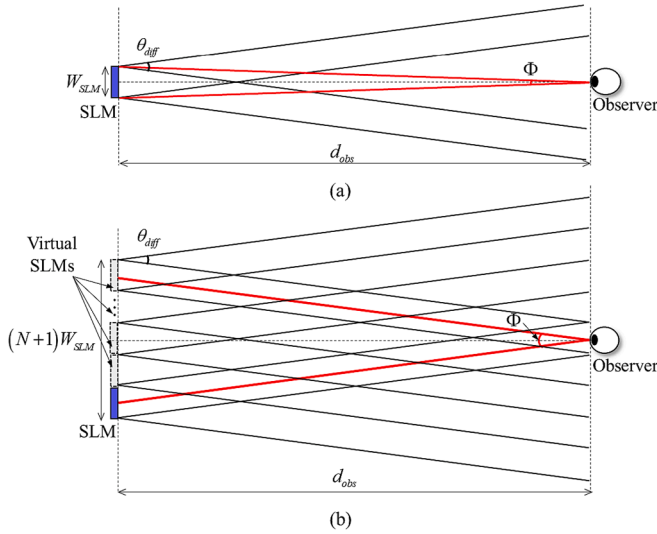 θdiff
WSLM
SLM
Φ
Observer
dobs
(a)
Virtual
SLMs
θdiff
(N+1)WSLM
Φ
Observer
SLM
dobs
(b)